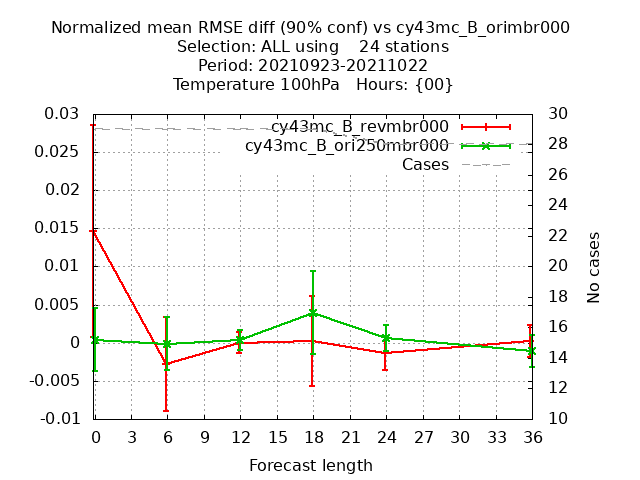 Normalized mean RMSE diff (90% conf) vs cy43mc_B_orimbr000
Selection: ALL using    24 stations
Period: 20210923-20211022
Temperature 100hPa   Hours: {00}
cy43mc_B_revmbr000
cy43mc_B_ori250mbr000
Cases
0.03
0.025
0.02
0.015
0.01
0.005
0
-0.005
-0.01
30
28
26
24
22
20
18
16
14
12
10
No cases
0 3 6 9 12 15 18 21 24 27 30 33 36
Forecast length